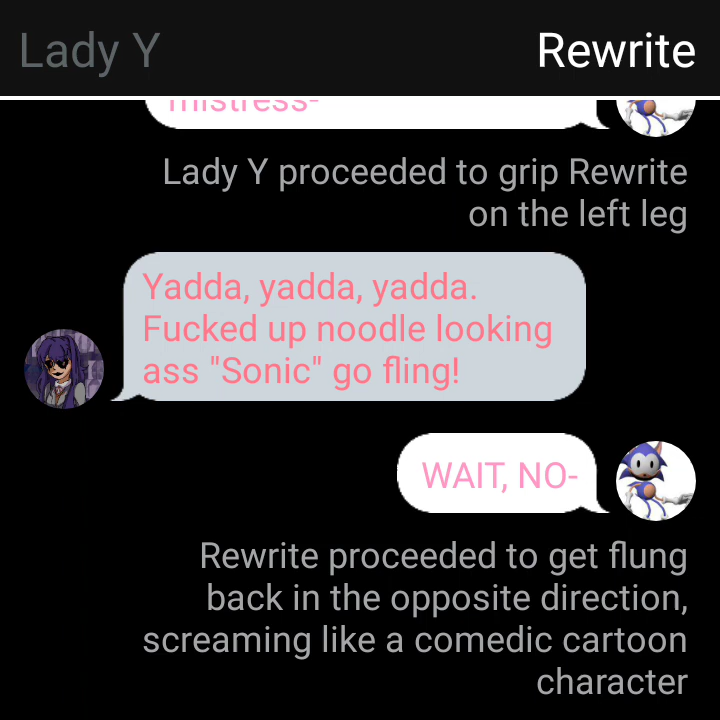 Lady Y
Rewrite
mistress-
Lady Y proceeded to grip Rewrite
on the left leg
Yadda, yadda, yadda.
Fucked up noodle looking
ass "Sonic" go fling!
WAIT, NO-
Rewrite proceeded to get flung
back in the opposite direction,
screaming like a comedic cartoon
character